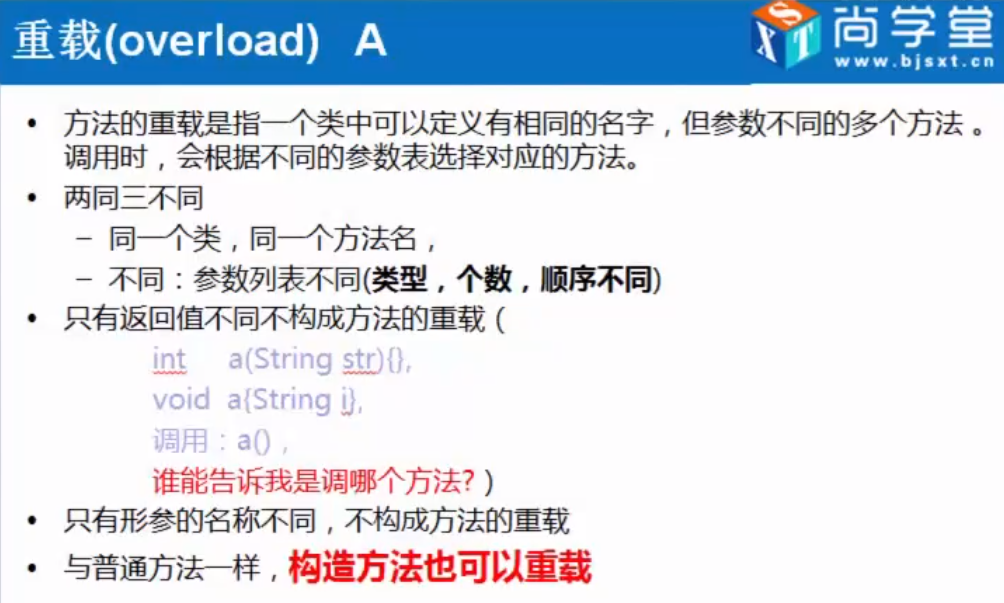 重载(overload) A
尚学堂
www.bjsxt.cn
S
X T
• 方法的重载是指一个类中可以定义有相同的名字，但参数不同的多个方法 。
调用时，会根据不同的参数表选择对应的方法。
• 两同三不同
– 同一个类，同一个方法名，
– 不同：参数列表不同(类型，个数，顺序不同)
• 只有返回值不同不构成方法的重载（
int a(String str){},
void a{String i},
调用：a()，
谁能告诉我是调哪个方法?）
• 只有形参的名称不同，不构成方法的重载
• 与普通方法一样，构造方法也可以重载